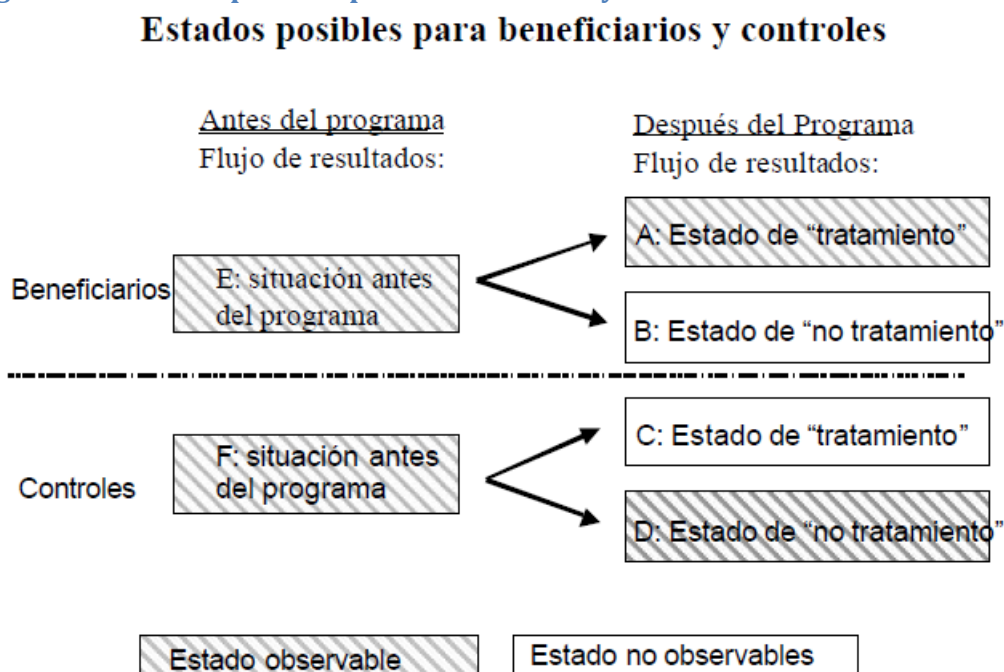 Estados posibles para beneficiarios y controles
Antes del programa
Flujo de resultados:
Después del Programa
Flujo de resultados:
Beneficiarios
E: situación antes
del programa
A: Estado de “tratamiento”
B: Estado de “no tratamiento”
Controles
F: situación antes
del programa
C: Estado de “tratamiento”
D: Estado de “no tratamiento”
Estado observable
Estado no observables